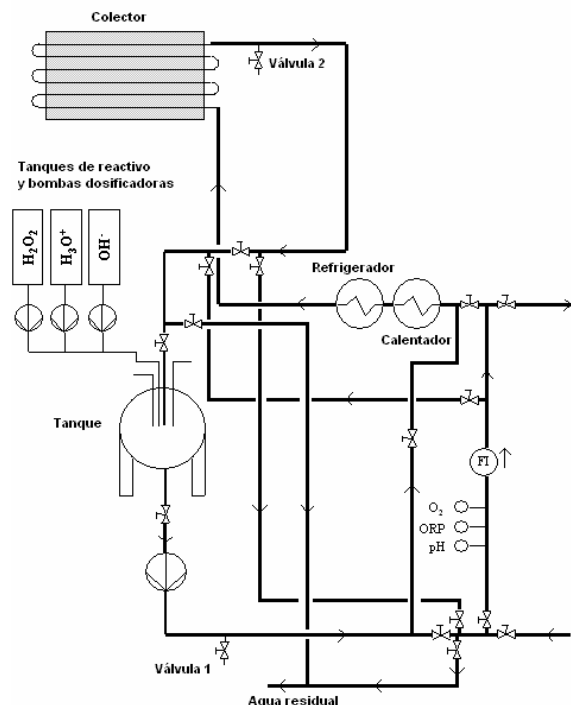 Colector
Válvula 2
Tanques de reactivo
y bombas dosificadoras
H₂O₂
H₃O⁺
OH⁻
Refrigerador
Calentador
Tanque
FI
O₂
ORP
pH
Válvula 1
Agua residual